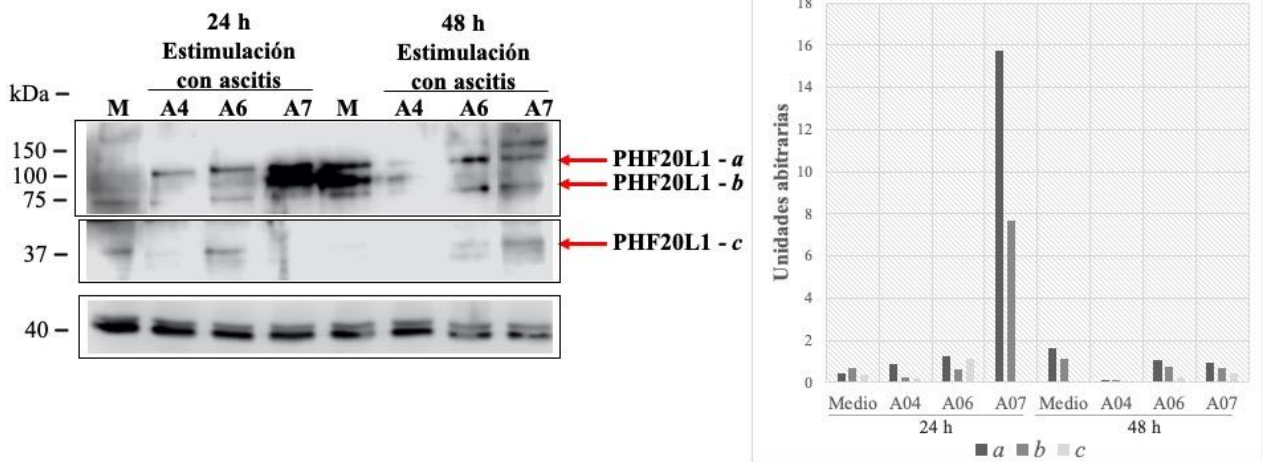 24 h
Estimulación
con ascitis
48 h
Estimulación
con ascitis
kDa –
M A4 A6 A7 M A4 A6 A7
150 –
100 –
75 –
37 –
40 –
PHF20L1 - a
PHF20L1 - b
PHF20L1 - c
Unidades abitrarias
18
16
14
12
10
8
6
4
2
0
Medio A04 A06 A07 Medio A04 A06 A07
24 h 48 h
a b c